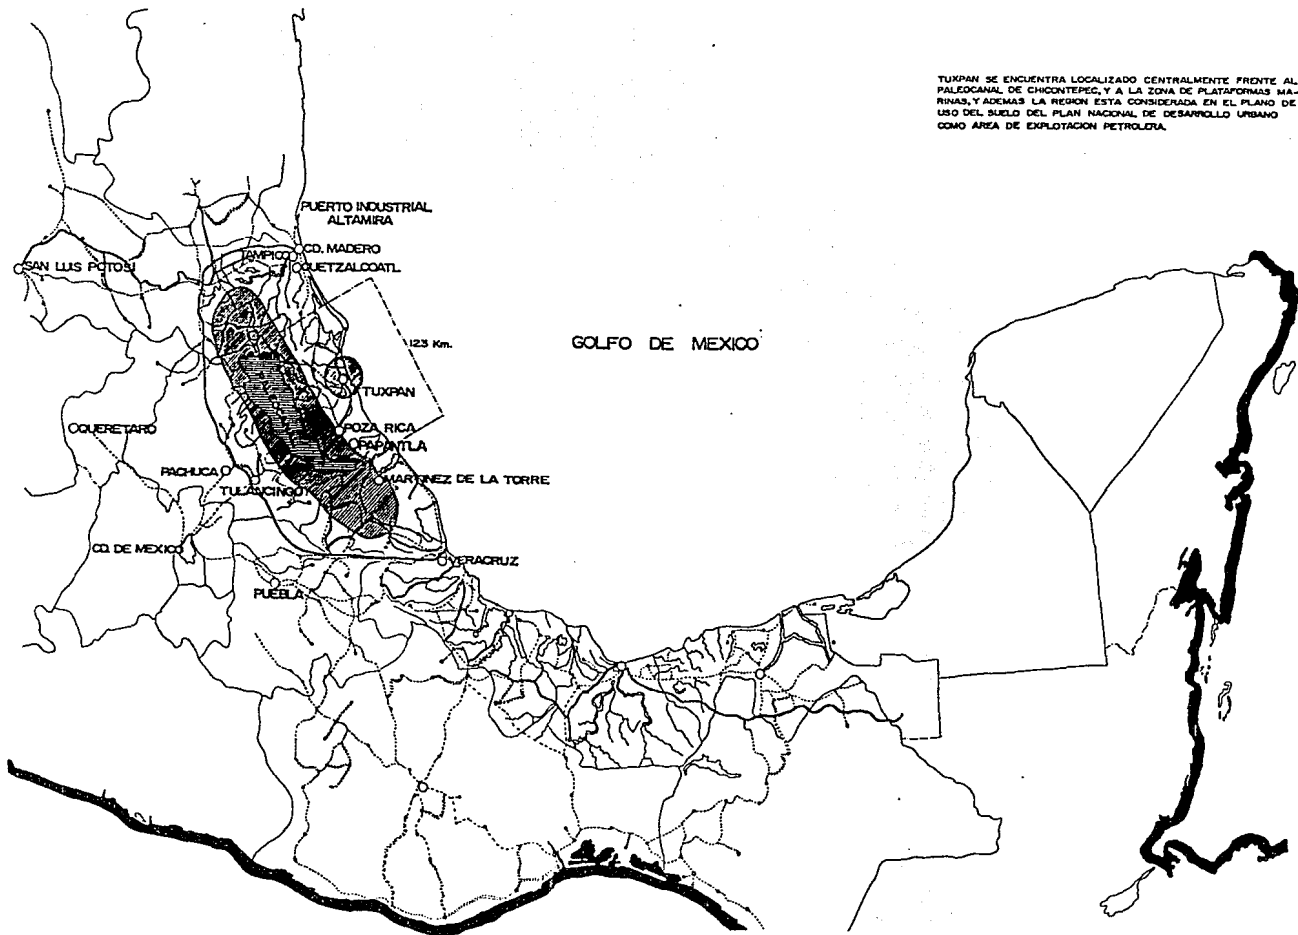 TUXPAN SE ENCUENTRA LOCALIZADO CENTRALMENTE FRENTE AL
PALEOCANAL DE CHICONTEPEC, Y A LA ZONA DE PLATAFORMAS MA-
RINAS, Y ADEMAS LA REGION ESTA CONSIDERADA EN EL PLANO DE
USO DEL SUELO DEL PLAN NACIONAL DE DESARROLLO URBANO
COMO AREA DE EXPLOTACION PETROLERA.
PUERTO INDUSTRIAL
ALTAMIRA
CD. MADERO
TAMPICO
SAN LUIS POTOSI
QUETZALCOATL
123 Km.
GOLFO DE MEXICO
TUXPAN
QUERETARO
POZA RICA
PAPANTLA
PACHUCA
MARTINEZ DE LA TORRE
TULANCINGO
CD. DE MEXICO
VERACRUZ
PUEBLA